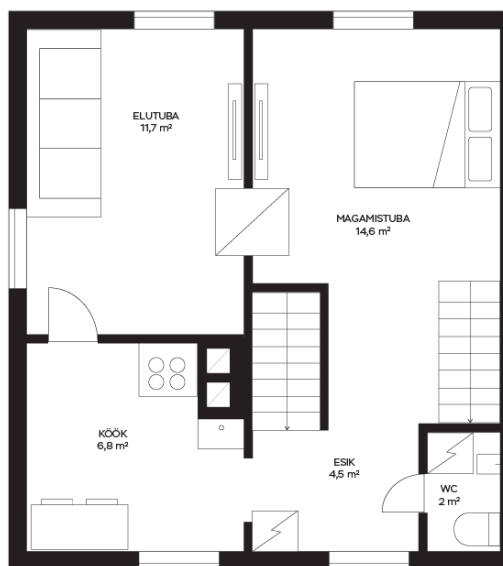 ELUTUBA
11,7 m²
MAGAMISTUBA
14,6 m²
KÖÖK
6,8 m²
ESIK
4,5 m²
WC
2 m²